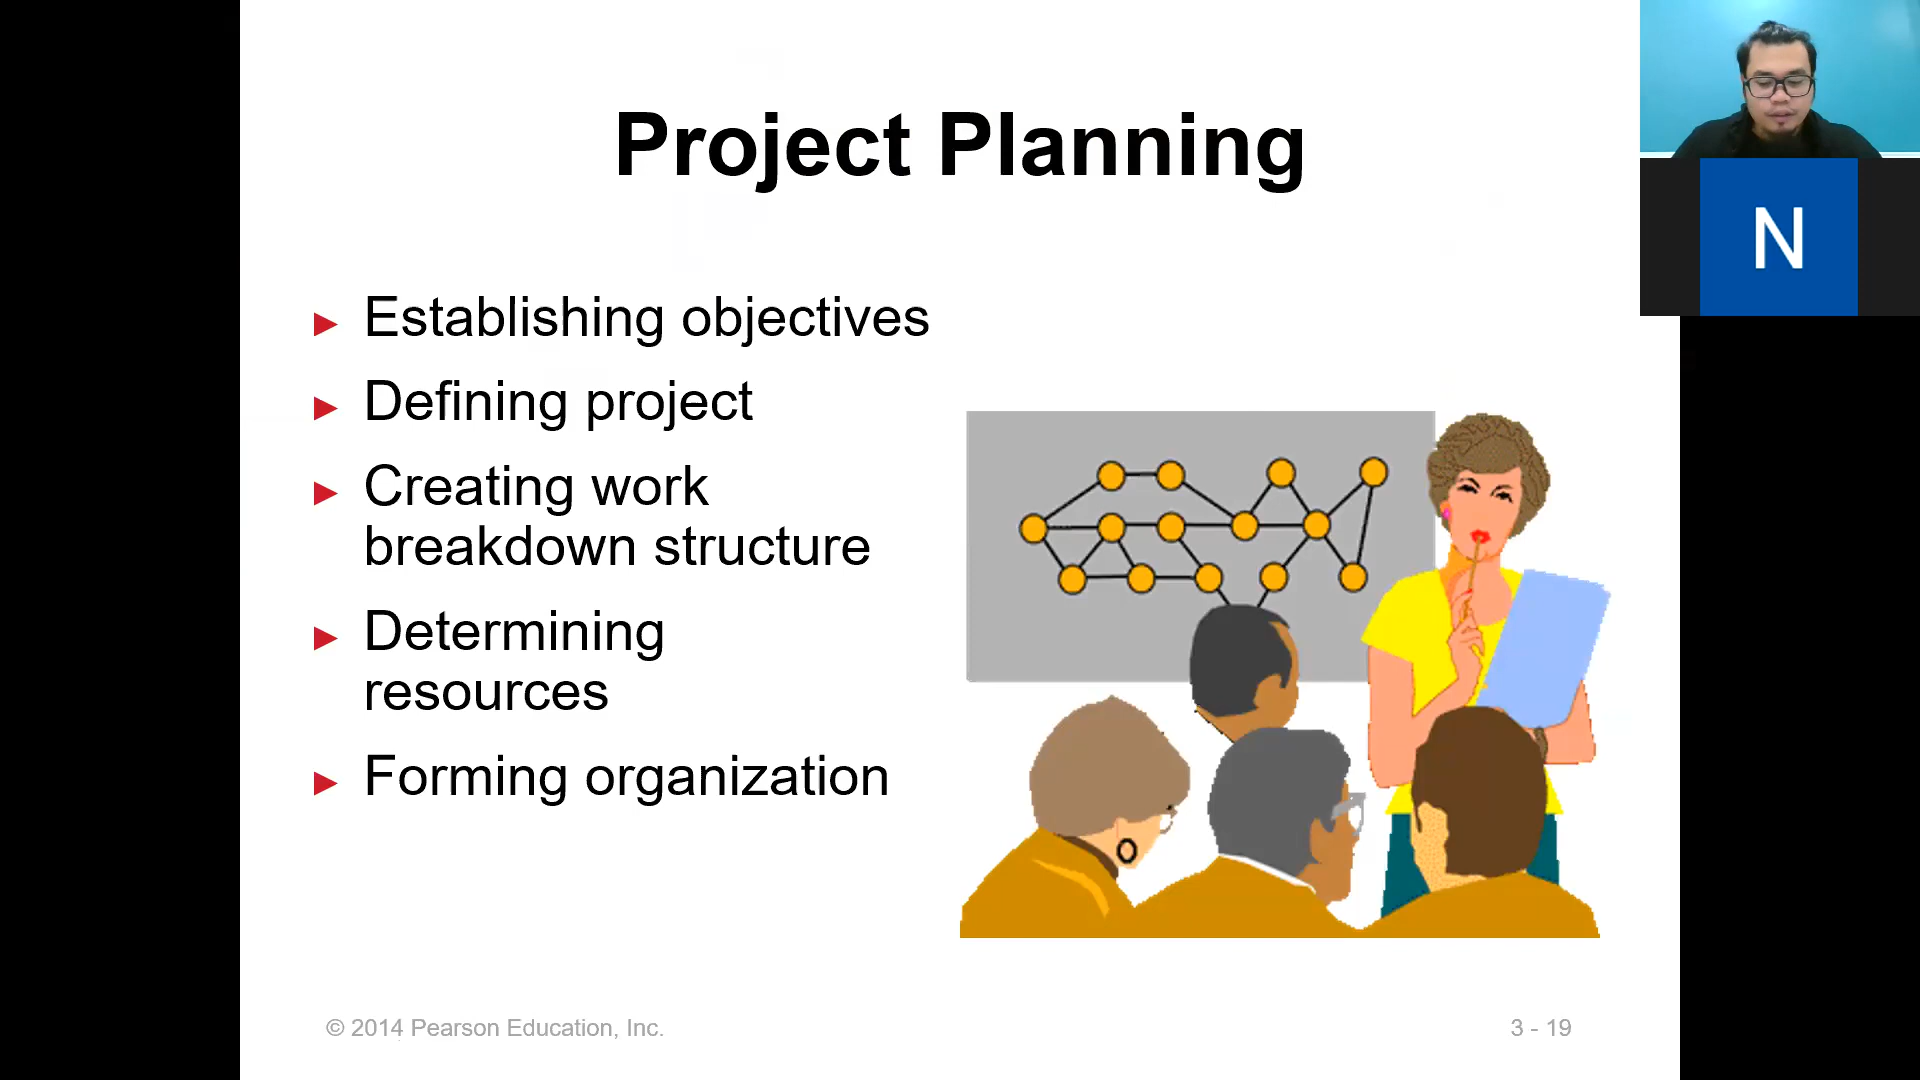 Project Planning
► Establishing objectives
► Defining project
► Creating work
breakdown structure
► Determining
resources
► Forming organization
© 2014 Pearson Education, Inc.
3 - 19
N